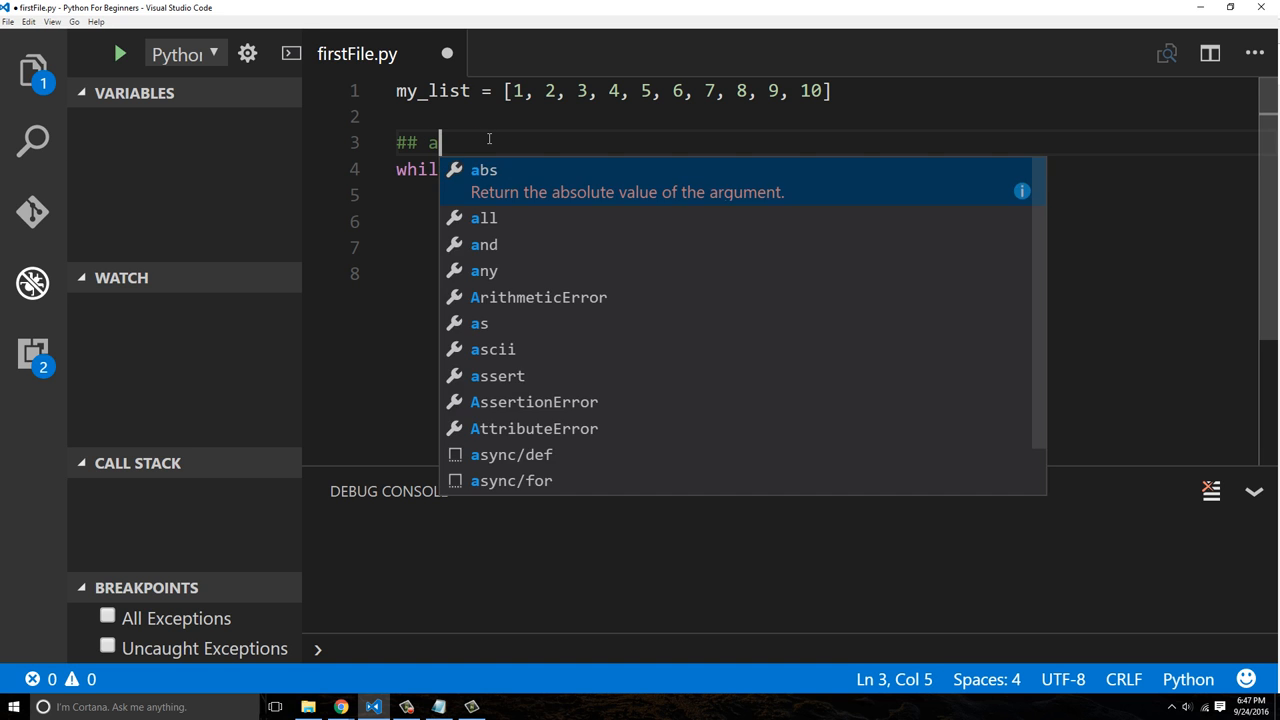 ● firstFile.py - Python For Beginners - Visual Studio Code
File Edit View Go Help
Python
firstFile.py
1
VARIABLES
1 my_list = [1, 2, 3, 4, 5, 6, 7, 8, 9, 10]
2
3 ## a
4 whil
5
6
7
8
abs
Return the absolute value of the argument.
all
and
any
ArithmeticError
as
ascii
assert
AssertionError
AttributeError
async/def
async/for
WATCH
2
CALL STACK
DEBUG CONSOL
BREAKPOINTS
All Exceptions
Uncaught Exceptions
0 0
Ln 3, Col 5 Spaces: 4 UTF-8 CRLF Python
I'm Cortana. Ask me anything.
6:47 PM
9/24/2016